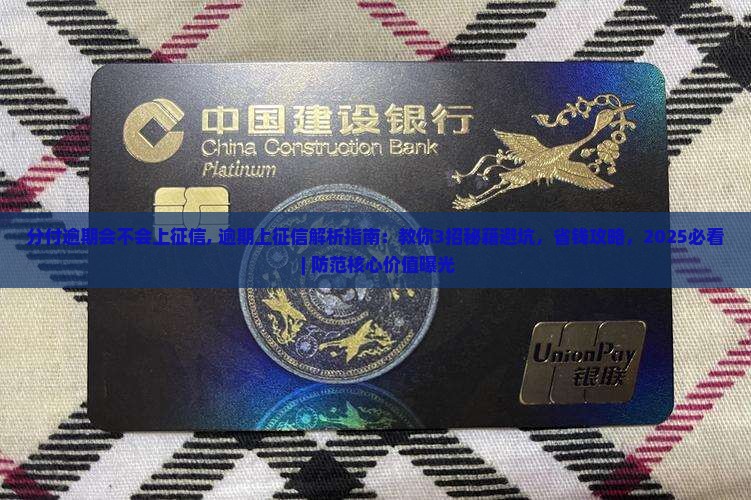 中国建设银行
China Construction Bank
Platinum
分付逾期会不会上征信, 逾期上征信解析指南：教你3招秘籍避坑，省钱攻略，2025必看
| 防范核心价值曝光
UnionPay
银联